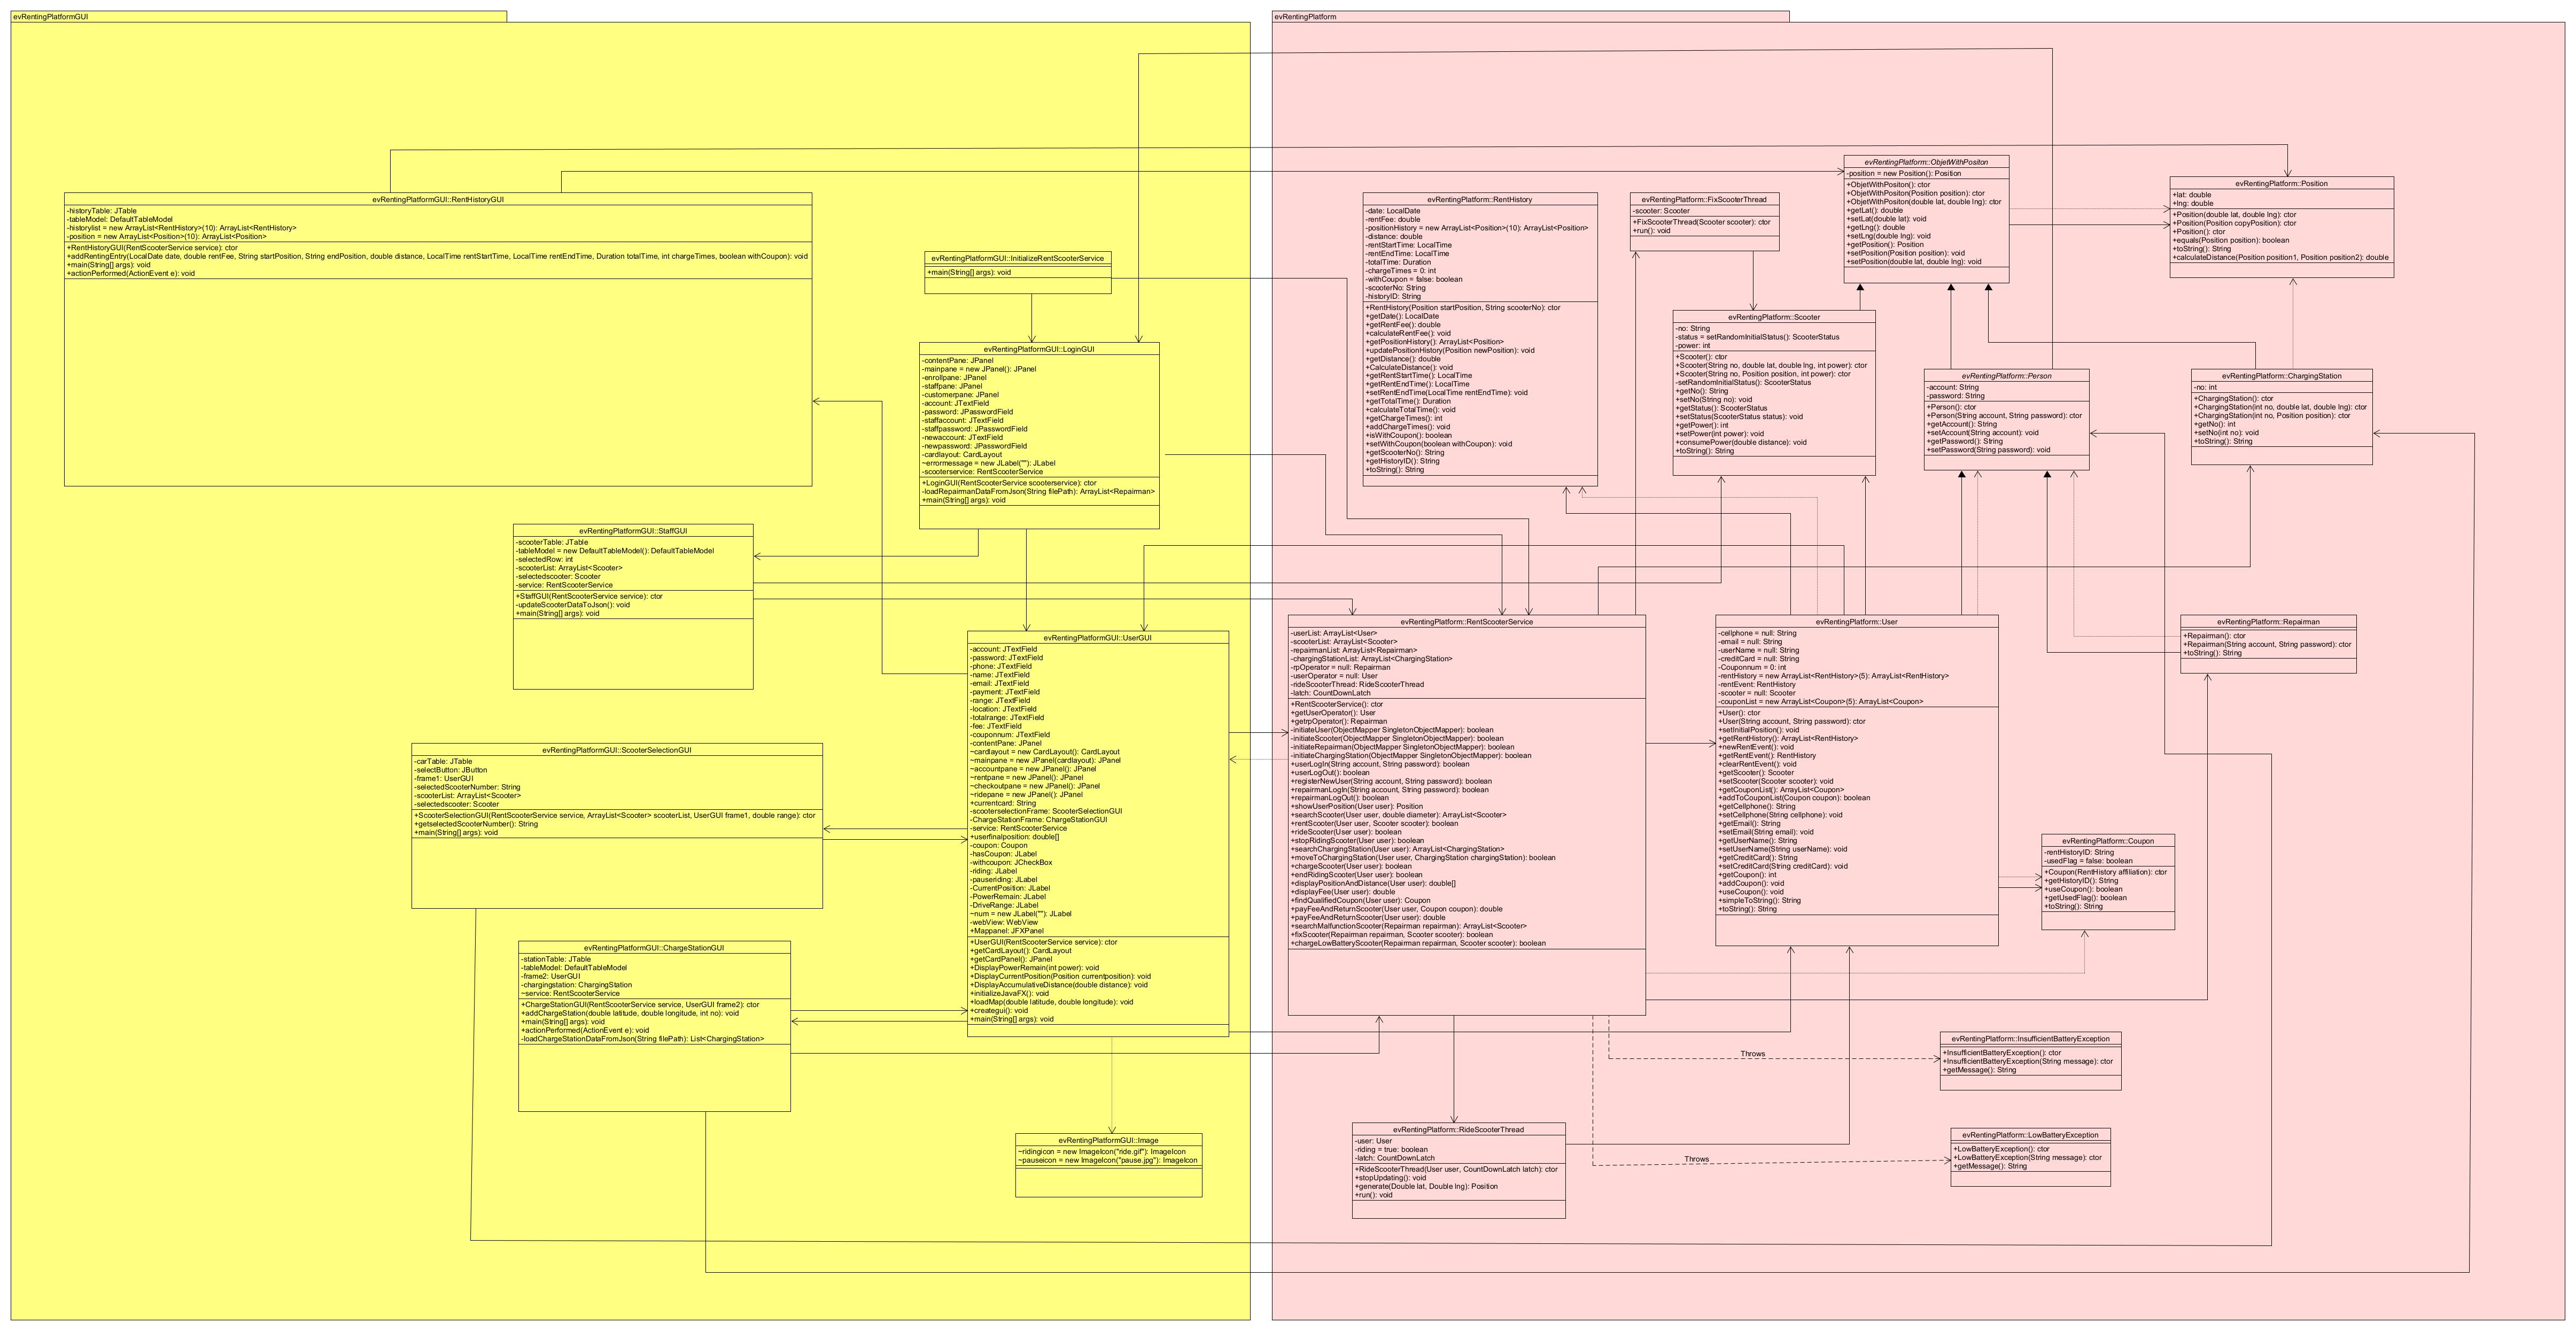 evRentingPlatformGUI
evRentingPlatformGUI::RentHistoryGUI
-historyTable: JTable
-tableModel: DefaultTableModel
-historylist = new ArrayList<RentHistory>(10): ArrayList<RentHistory>
-position = new ArrayList<Position>(10): ArrayList<Position>
+RentHistoryGUI(RentScooterService service): ctor
+addRentingEntry(LocalDate date, double rentFee, String startPosition, String endPosition, double distance, LocalTime rentStartTime, LocalTime rentEndTime, Duration totalTime, int chargeTimes, boolean withCoupon): void
+main(String[] args): void
+actionPerformed(ActionEvent e): void
evRentingPlatformGUI::InitializeRentScooterService
+main(String[] args): void
evRentingPlatformGUI::LoginGUI
-contentPane: JPanel
-mainpane = new JPanel(): JPanel
-enrollpane: JPanel
-staffpane: JPanel
-customerpane: JPanel
-account: JTextField
-password: JPasswordField
-staffaccount: JTextField
-staffpassword: JPasswordField
-newaccount: JTextField
-newpassword: JPasswordField
-cardlayout: CardLayout
~errormessage = new JLabel(""): JLabel
-scooterservice: RentScooterService
+LoginGUI(RentScooterService scooterservice): ctor
-loadRepairmanDataFromJson(String filePath): ArrayList<Repairman>
+main(String[] args): void
evRentingPlatformGUI::StaffGUI
-scooterTable: JTable
-tableModel = new DefaultTableModel(): DefaultTableModel
-selectedRow: int
-scooterList: ArrayList<Scooter>
-selectedscooter: Scooter
-service: RentScooterService
+StaffGUI(RentScooterService service): ctor
-updateScooterDataToJson(): void
+main(String[] args): void
evRentingPlatformGUI::UserGUI
-account: JTextField
-password: JTextField
-phone: JTextField
-name: JTextField
-email: JTextField
-payment: JTextField
-range: JTextField
-location: JTextField
-totalrange: JTextField
-fee: JTextField
-couponnum: JTextField
-contentPane: JPanel
~cardlayout = new CardLayout(): CardLayout
~mainpane = new JPanel(cardlayout): JPanel
~accountpane = new JPanel(): JPanel
~rentpane = new JPanel(): JPanel
~checkoutpane = new JPanel(): JPanel
~ridepane = new JPanel(): JPanel
+currentcard: String
-scooterselectionFrame: ScooterSelectionGUI
-ChargeStationFrame: ChargeStationGUI
-service: RentScooterService
+userfinalposition: double[]
-coupon: Coupon
-hasCoupon: JLabel
-withcoupon: JCheckBox
-riding: JLabel
-pauseriding: JLabel
-CurrentPosition: JLabel
-PowerRemain: JLabel
-DriveRange: JLabel
~num = new JLabel(""): JLabel
-webView: WebView
+Mappanel: JFXPanel
+UserGUI(RentScooterService service): ctor
+getCardLayout(): CardLayout
+getCardPanel(): JPanel
+DisplayPowerRemain(int power): void
+DisplayCurrentPosition(Position currentposition): void
+DisplayAccumulativeDistance(double distance): void
+initializeJavaFX(): void
+loadMap(double latitude, double longitude): void
+creategui(): void
+main(String[] args): void
evRentingPlatformGUI::ScooterSelectionGUI
-carTable: JTable
-selectButton: JButton
-frame1: UserGUI
-selectedScooterNumber: String
-scooterList: ArrayList<Scooter>
-selectedscooter: Scooter
+ScooterSelectionGUI(RentScooterService service, ArrayList<Scooter> scooterList, UserGUI frame1, double range): ctor
+getselectedScooterNumber(): String
+main(String[] args): void
evRentingPlatformGUI::ChargeStationGUI
-stationTable: JTable
-tableModel: DefaultTableModel
-frame2: UserGUI
-chargingstation: ChargingStation
~service: RentScooterService
+ChargeStationGUI(RentScooterService service, UserGUI frame2): ctor
+addChargeStation(double latitude, double longitude, int no): void
+main(String[] args): void
+actionPerformed(ActionEvent e): void
-loadChargeStationDataFromJson(String filePath): List<ChargingStation>
evRentingPlatformGUI::Image
~ridingicon = new ImageIcon("ride.gif"): ImageIcon
~pauseicon = new ImageIcon("pause.jpg"): ImageIcon
evRentingPlatform
evRentingPlatform::RentHistory
-date: LocalDate
-rentFee: double
-positionHistory = new ArrayList<Position>(10): ArrayList<Position>
-distance: double
-rentStartTime: LocalTime
-rentEndTime: LocalTime
-totalTime: Duration
-chargeTimes = 0: int
-withCoupon = false: boolean
-scooterNo: String
-historyID: String
+RentHistory(Position startPosition, String scooterNo): ctor
+getDate(): LocalDate
+getRentFee(): double
+calculateRentFee(): void
+getPositionHistory(): ArrayList<Position>
+updatePositionHistory(Position newPosition): void
+getDistance(): double
+CalculateDistance(): void
+getRentStartTime(): LocalTime
+getRentEndTime(): LocalTime
+setRentEndTime(LocalTime rentEndTime): void
+getTotalTime(): Duration
+calculateTotalTime(): void
+getChargeTimes(): int
+addChargeTimes(): void
+isWithCoupon(): boolean
+setWithCoupon(boolean withCoupon): void
+getScooterNo(): String
+getHistoryID(): String
+toString(): String
evRentingPlatform::FixScooterThread
-scooter: Scooter
+FixScooterThread(Scooter scooter): ctor
+run(): void
evRentingPlatform::ObjetWithPositon
-position = new Position(): Position
+ObjetWithPositon(): ctor
+ObjetWithPositon(Position position): ctor
+ObjetWithPositon(double lat, double lng): ctor
+getLat(): double
+setLat(double lat): void
+getLng(): double
+setLng(double lng): void
+getPosition(): Position
+setPosition(Position position): void
+setPosition(double lat, double lng): void
evRentingPlatform::Position
+lat: double
+lng: double
+Position(double lat, double lng): ctor
+Position(Position copyPosition): ctor
+Position(): ctor
+equals(Position position): boolean
+toString(): String
+calculateDistance(Position position1, Position position2): double
evRentingPlatform::Scooter
-no: String
-status = setRandomInitialStatus(): ScooterStatus
-power: int
+Scooter(): ctor
+Scooter(String no, double lat, double lng, int power): ctor
+Scooter(String no, Position position, int power): ctor
-setRandomInitialStatus(): ScooterStatus
+getNo(): String
+setNo(String no): void
+getStatus(): ScooterStatus
+setStatus(ScooterStatus status): void
+getPower(): int
+setPower(int power): void
+consumePower(double distance): void
+toString(): String
evRentingPlatform::Person
-account: String
-password: String
+Person(): ctor
+Person(String account, String password): ctor
+getAccount(): String
+setAccount(String account): void
+getPassword(): String
+setPassword(String password): void
evRentingPlatform::ChargingStation
-no: int
+ChargingStation(): ctor
+ChargingStation(int no, double lat, double lng): ctor
+ChargingStation(int no, Position position): ctor
+getNo(): int
+setNo(int no): void
+toString(): String
evRentingPlatform::RentScooterService
-userList: ArrayList<User>
-scooterList: ArrayList<Scooter>
-repairmanList: ArrayList<Repairman>
-chargingStationList: ArrayList<ChargingStation>
-rpOperator = null: Repairman
-userOperator = null: User
-rideScooterThread: RideScooterThread
-latch: CountDownLatch
+RentScooterService(): ctor
+getUserOperator(): User
+getrpOperator(): Repairman
-initiateUser(ObjectMapper SingletonObjectMapper): boolean
-initiateScooter(ObjectMapper SingletonObjectMapper): boolean
-initiateRepairman(ObjectMapper SingletonObjectMapper): boolean
-initiateChargingStation(ObjectMapper SingletonObjectMapper): boolean
+userLogIn(String account, String password): boolean
+userLogOut(): boolean
+registerNewUser(String account, String password): boolean
+repairmanLogIn(String account, String password): boolean
+repairmanLogOut(): boolean
+showUserPosition(User user): Position
+searchScooter(User user, double diameter): ArrayList<Scooter>
+rentScooter(User user, Scooter scooter): boolean
+rideScooter(User user): boolean
+stopRidingScooter(User user): boolean
+searchChargingStation(User user): ArrayList<ChargingStation>
+moveToChargingStation(User user, ChargingStation chargingStation): boolean
+chargeScooter(User user): boolean
+endRidingScooter(User user): boolean
+displayPositionAndDistance(User user): double[]
+displayFee(User user): double
+findQualifiedCoupon(User user): Coupon
+payFeeAndReturnScooter(User user, Coupon coupon): double
+payFeeAndReturnScooter(User user): double
+searchMalfunctionScooter(Repairman repairman): ArrayList<Scooter>
+fixScooter(Repairman repairman, Scooter scooter): boolean
+chargeLowBatteryScooter(Repairman repairman, Scooter scooter): boolean
evRentingPlatform::User
-cellphone = null: String
-email = null: String
-userName = null: String
-creditCard = null: String
-Couponnum = 0: int
-rentHistory = new ArrayList<RentHistory>(5): ArrayList<RentHistory>
-rentEvent: RentHistory
-scooter = null: Scooter
-couponList = new ArrayList<Coupon>(5): ArrayList<Coupon>
+User(): ctor
+User(String account, String password): ctor
+setInitialPosition(): void
+getRentHistory(): ArrayList<RentHistory>
+newRentEvent(): void
+getRentEvent(): RentHistory
+clearRentEvent(): void
+getScooter(): Scooter
+setScooter(Scooter scooter): void
+getCouponList(): ArrayList<Coupon>
+addToCouponList(Coupon coupon): boolean
+getCellphone(): String
+setCellphone(String cellphone): void
+getEmail(): String
+setEmail(String email): void
+getUserName(): String
+setUserName(String userName): void
+getCreditCard(): String
+setCreditCard(String creditCard): void
+getCoupon(): int
+addCoupon(): void
+useCoupon(): void
+simpleToString(): String
+toString(): String
evRentingPlatform::Repairman
+Repairman(): ctor
+Repairman(String account, String password): ctor
+toString(): String
evRentingPlatform::Coupon
-rentHistoryID: String
-usedFlag = false: boolean
+Coupon(RentHistory affiliation): ctor
+getHistoryID(): String
+useCoupon(): boolean
+getUsedFlag(): boolean
+toString(): String
Throws
evRentingPlatform::InsufficientBatteryException
+InsufficientBatteryException(): ctor
+InsufficientBatteryException(String message): ctor
+getMessage(): String
evRentingPlatform::RideScooterThread
-user: User
-riding = true: boolean
-latch: CountDownLatch
+RideScooterThread(User user, CountDownLatch latch): ctor
+stopUpdating(): void
+generate(Double lat, Double lng): Position
+run(): void
Throws
evRentingPlatform::LowBatteryException
+LowBatteryException(): ctor
+LowBatteryException(String message): ctor
+getMessage(): String